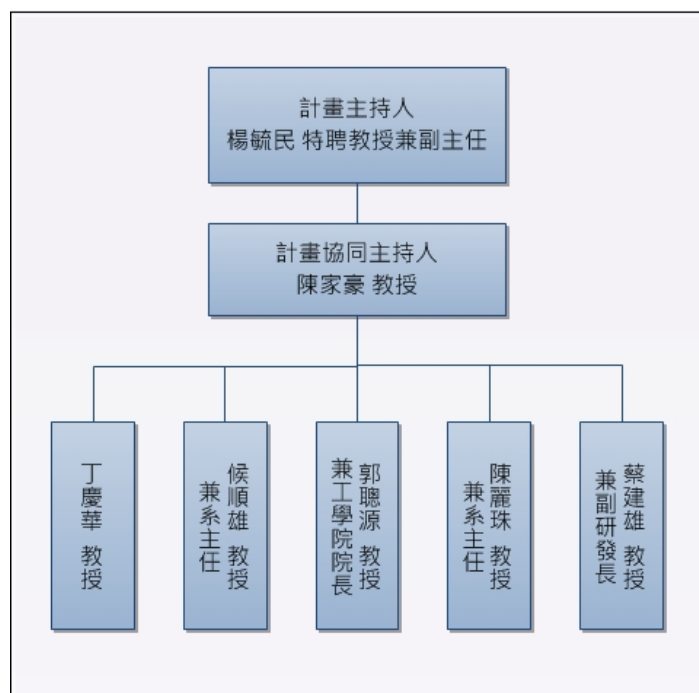 計畫主持人
楊毓民 特聘教授兼副主任
計畫協同主持人
陳家豪 教授
丁慶華 教授
候順雄 教授
兼系主任
郭聰源 教授
兼工學院院長
陳麗珠 教授
兼系主任
蔡建雄 教授
兼副研發長